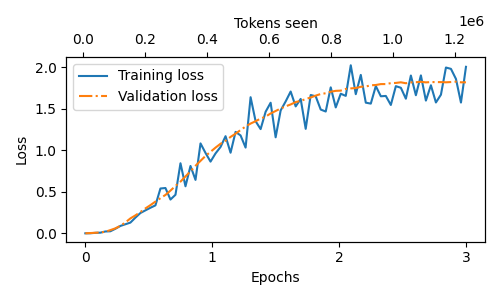 Tokens seen
0.0 0.2 0.4 0.6 0.8 1.0 1.2 1e6
Training loss
Validation loss
2.0
1.5
1.0
0.5
0.0
Loss
0 1 2 3
Epochs